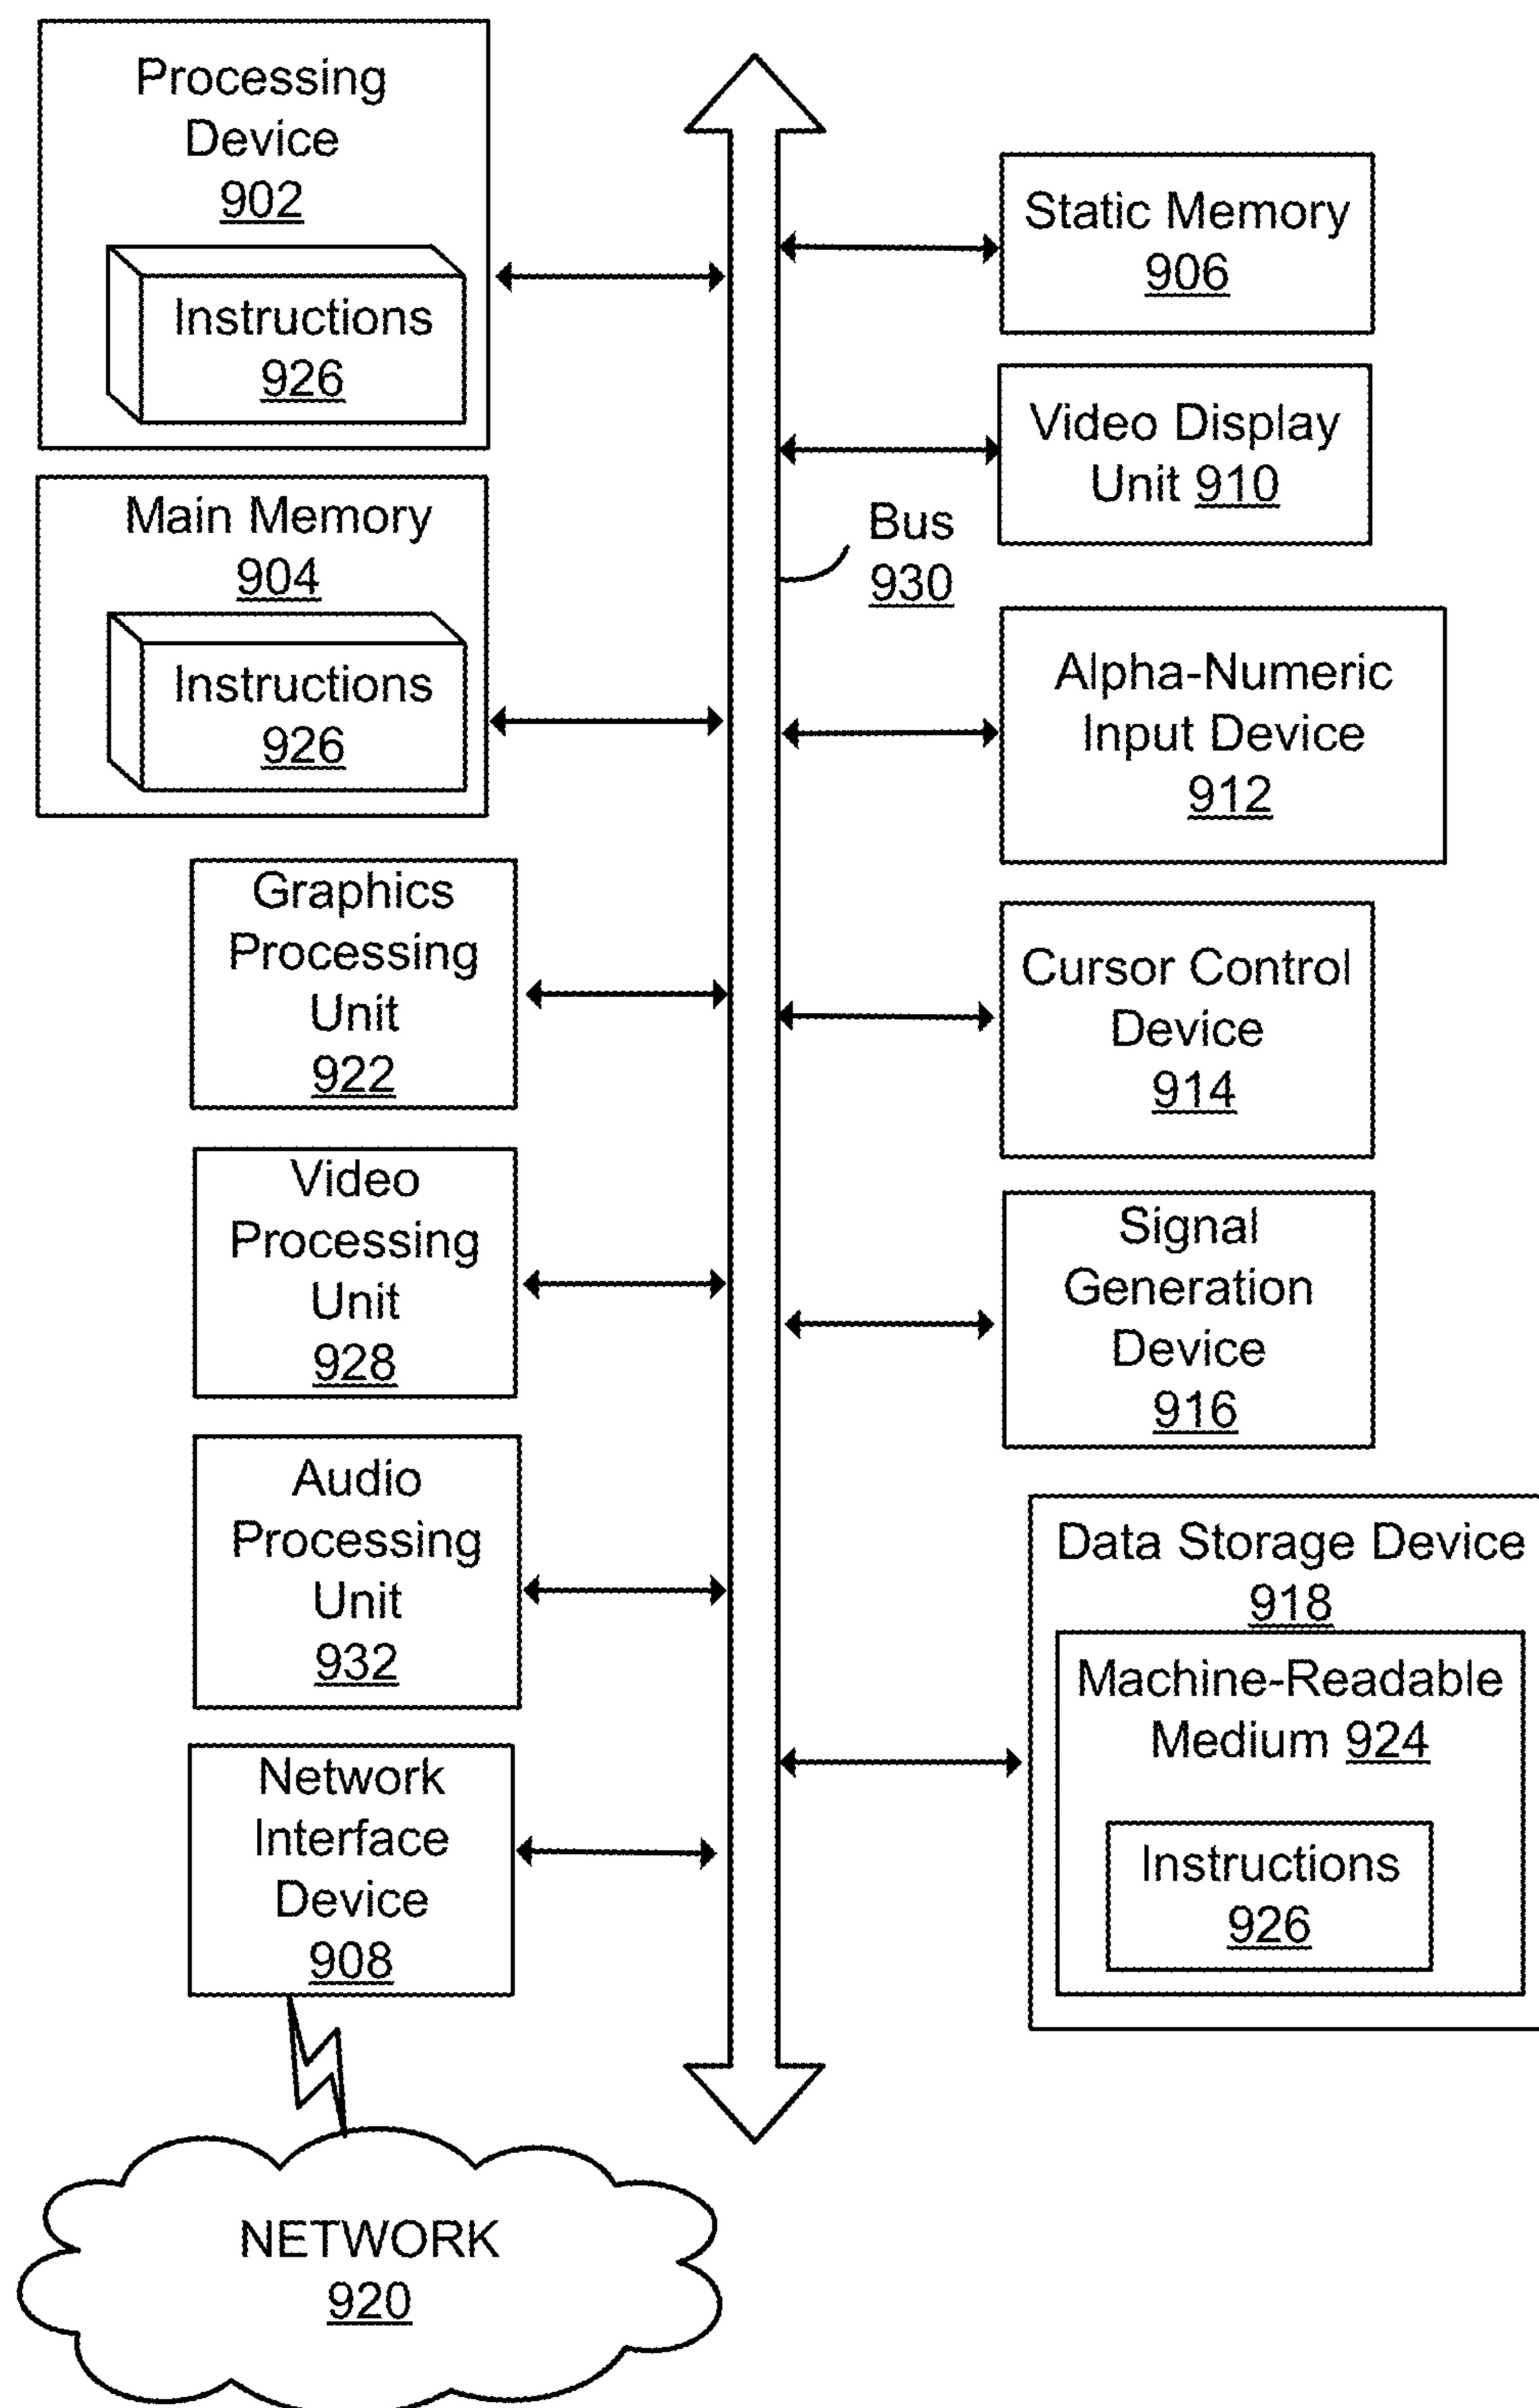 Processing
Device
902
Instructions
926
Main Memory
904
Instructions
926
Graphics
Processing
Unit
922
Video
Processing
Unit
928
Audio
Processing
Unit
932
Network
Interface
Device
908
NETWORK
920
Bus
930
Static Memory
906
Video Display
Unit 910
Alpha-Numeric
Input Device
912
Cursor Control
Device
914
Signal
Generation
Device
916
Data Storage Device
918
Machine-Readable
Medium 924
Instructions
926